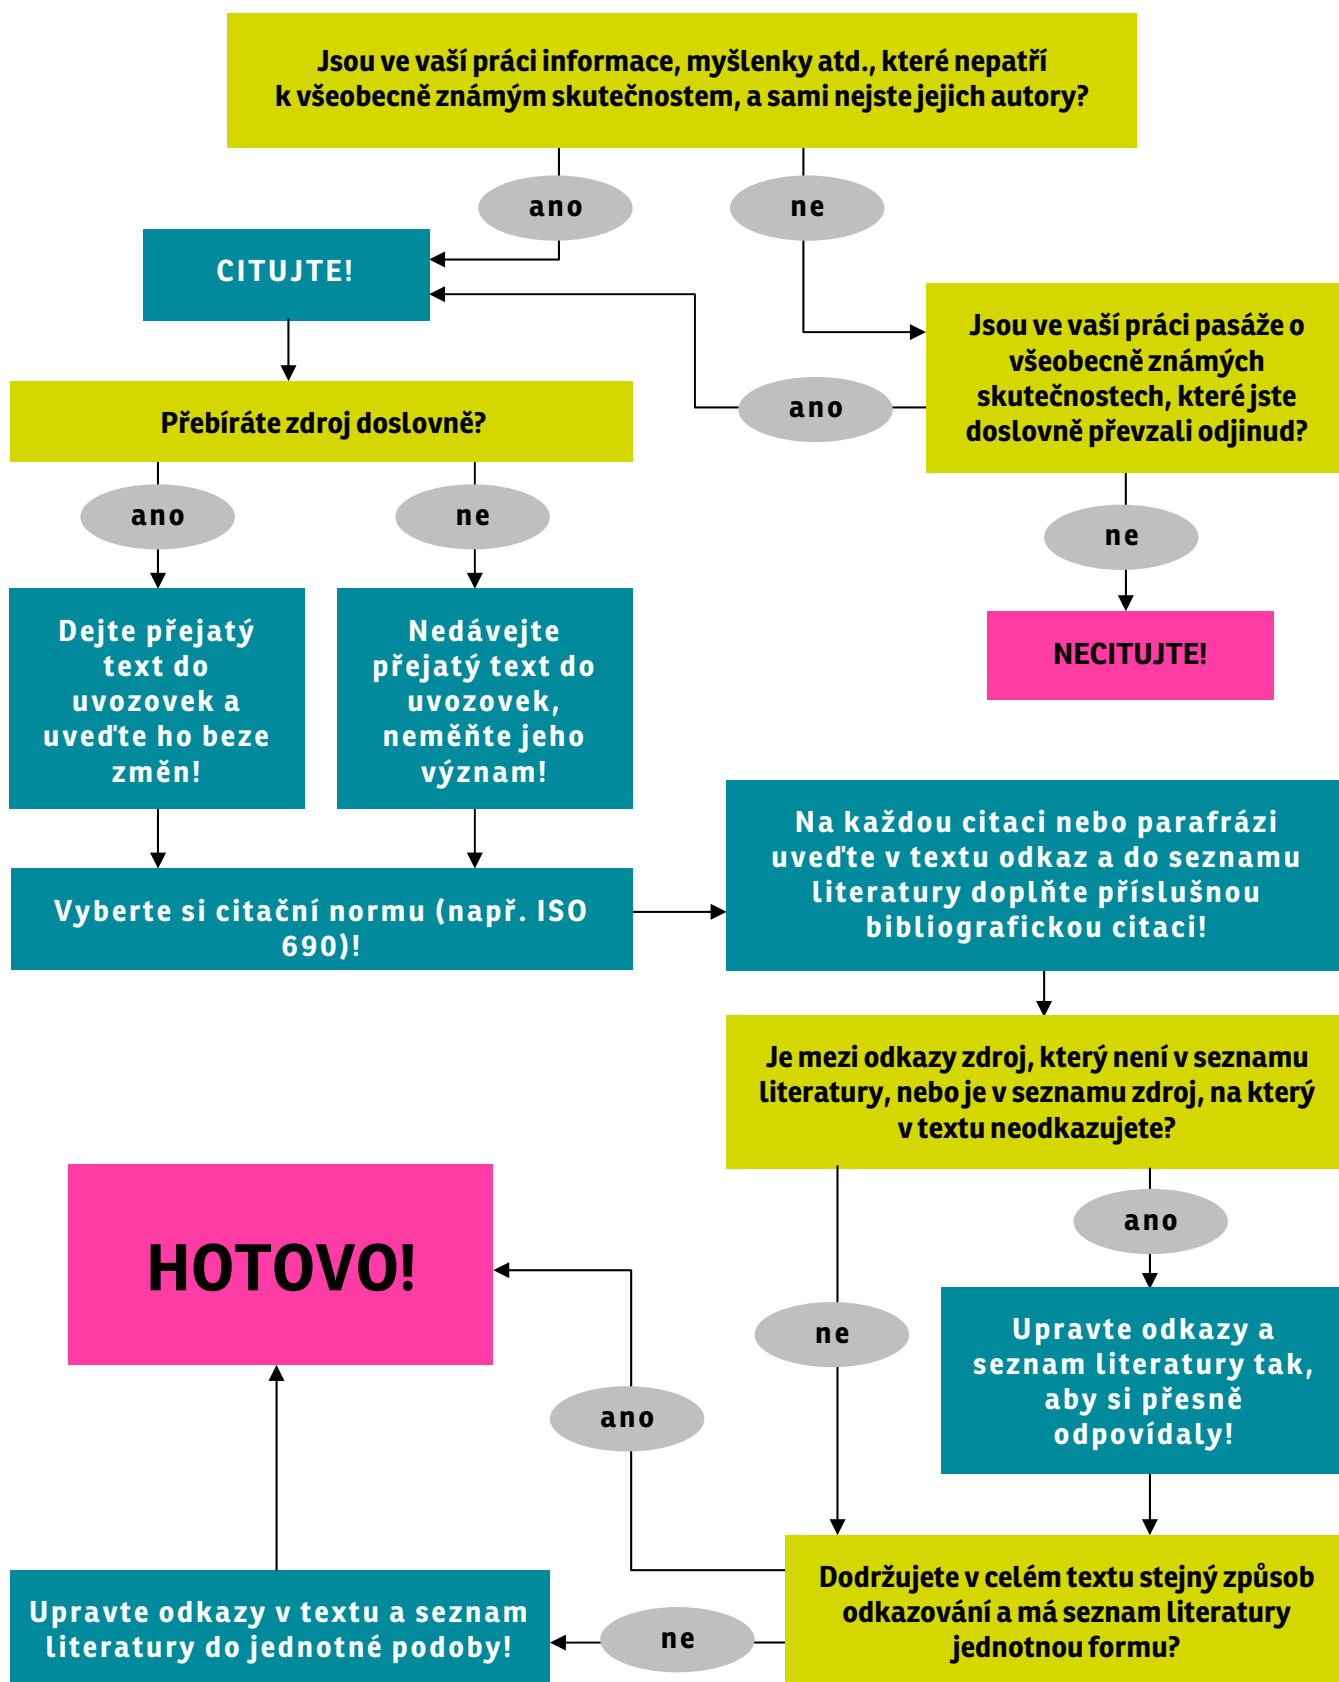 Jsou ve vaší práci informace, myšlenky atd., které nepatří
k všeobecně známým skutečnostem, a sami nejste jejich autory?
ano
ne
CITUJTE!
Jsou ve vaší práci pasáže o
všeobecně známých
skutečnostech, které jste
doslovně převzali odjinud?
ano
Přebíráte zdroj doslovně?
ano
ne
ne
Dejte přejatý
text do
uvozovek a
uveďte ho beze
změn!
Nedávejte
přejatý text do
uvozovek,
neměňte jeho
význam!
NECITUJTE!
Vyberte si citační normu (např. ISO
690)!
Na každou citaci nebo parafrázi
uveďte v textu odkaz a do seznamu
literatury doplňte příslušnou
bibliografickou citaci!
Je mezi odkazy zdroj, který není v seznamu
literatury, nebo je v seznamu zdroj, na který
v textu neodkazujete?
ano
ne
Upravte odkazy a
seznam literatury tak,
aby si přesně
odpovídaly!
HOTOVO!
ano
Dodržujete v celém textu stejný způsob
odkazování a má seznam literatury
jednotnou formu?
ne
Upravte odkazy v textu a seznam
literatury do jednotné podoby!